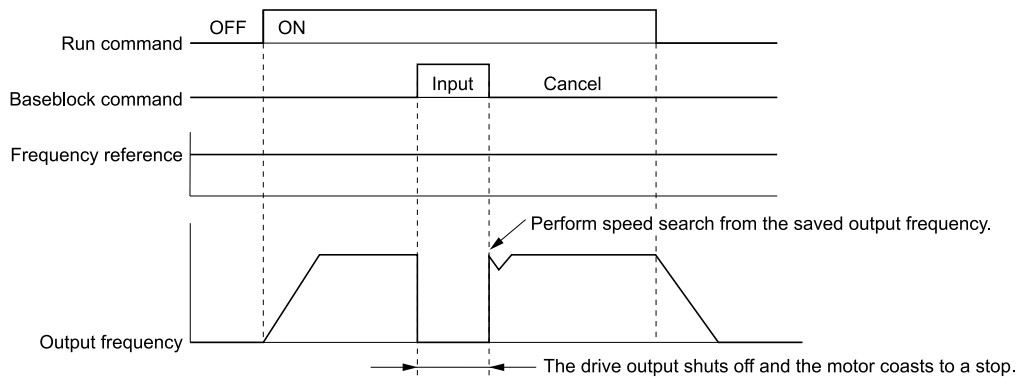 OFF ON
Run command
Input Cancel
Baseblock command
Frequency reference
Perform speed search from the saved output frequency.
Output frequency
The drive output shuts off and the motor coasts to a stop.